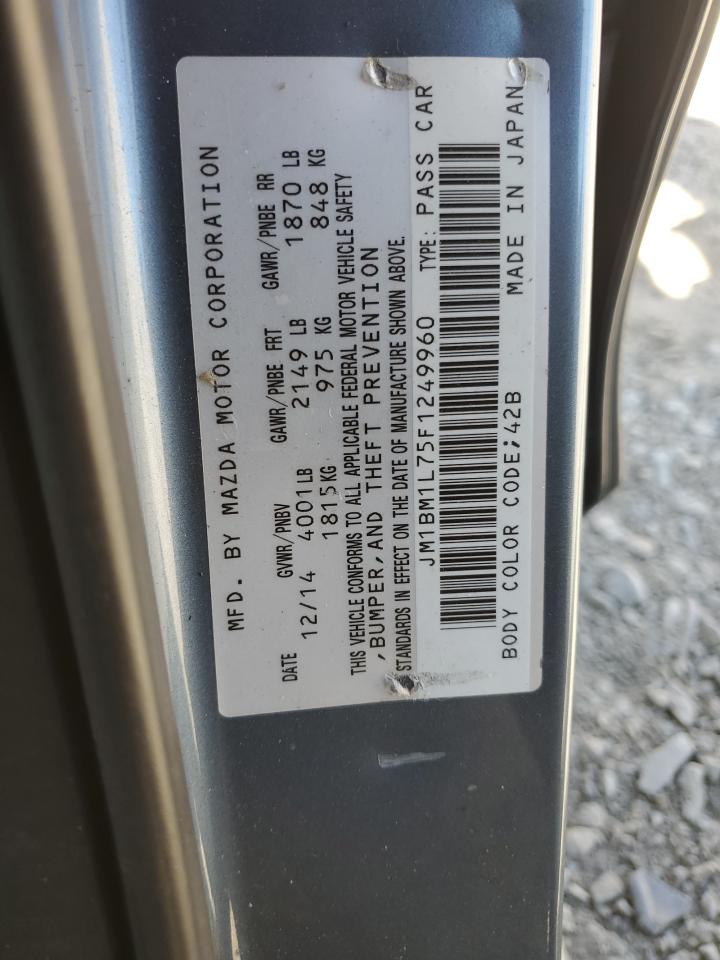 MFD. BY MAZDA MOTOR CORPORATION
DATE GVWR/PNBV GAWR/PNBE FRT GAWR/PNBE RR
12/14 4001LB 2149 LB 1870 LB
1815KG 975 KG 848 KG
THIS VEHICLE CONFORMS TO ALL APPLICABLE FEDERAL MOTOR VEHICLE SAFETY
,BUMPER,AND THEFT PREVENTION
STANDARDS IN EFFECT ON THE DATE OF MANUFACTURE SHOWN ABOVE.
JM1BM1L75F1249960 TYPE: PASS CAR
BODY COLOR CODE;42B MADE IN JAPAN